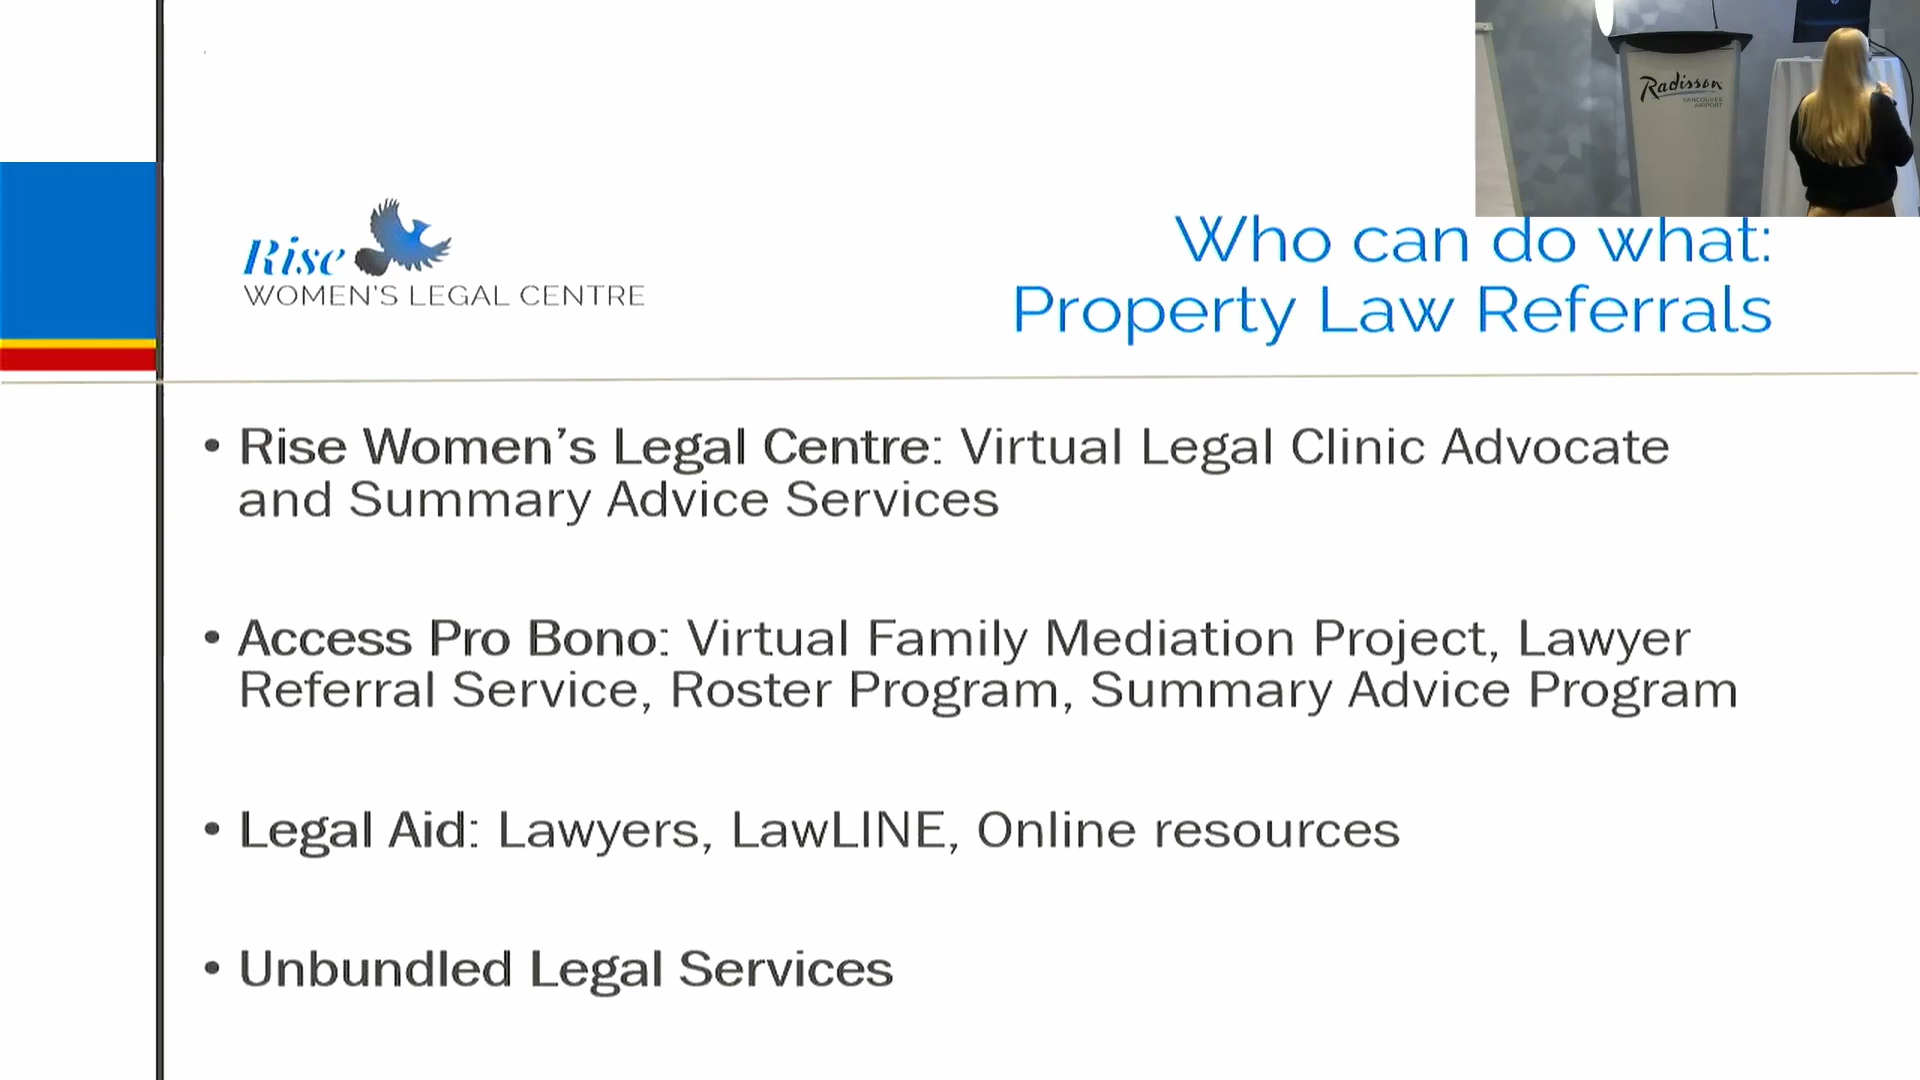 Radisson
VANCOUVER
AIRPORT
Rise
WOMEN'S LEGAL CENTRE
Who can do what:
Property Law Referrals
• Rise Women's Legal Centre: Virtual Legal Clinic Advocate
and Summary Advice Services
• Access Pro Bono: Virtual Family Mediation Project, Lawyer
Referral Service, Roster Program, Summary Advice Program
• Legal Aid: Lawyers, LawLINE, Online resources
• Unbundled Legal Services